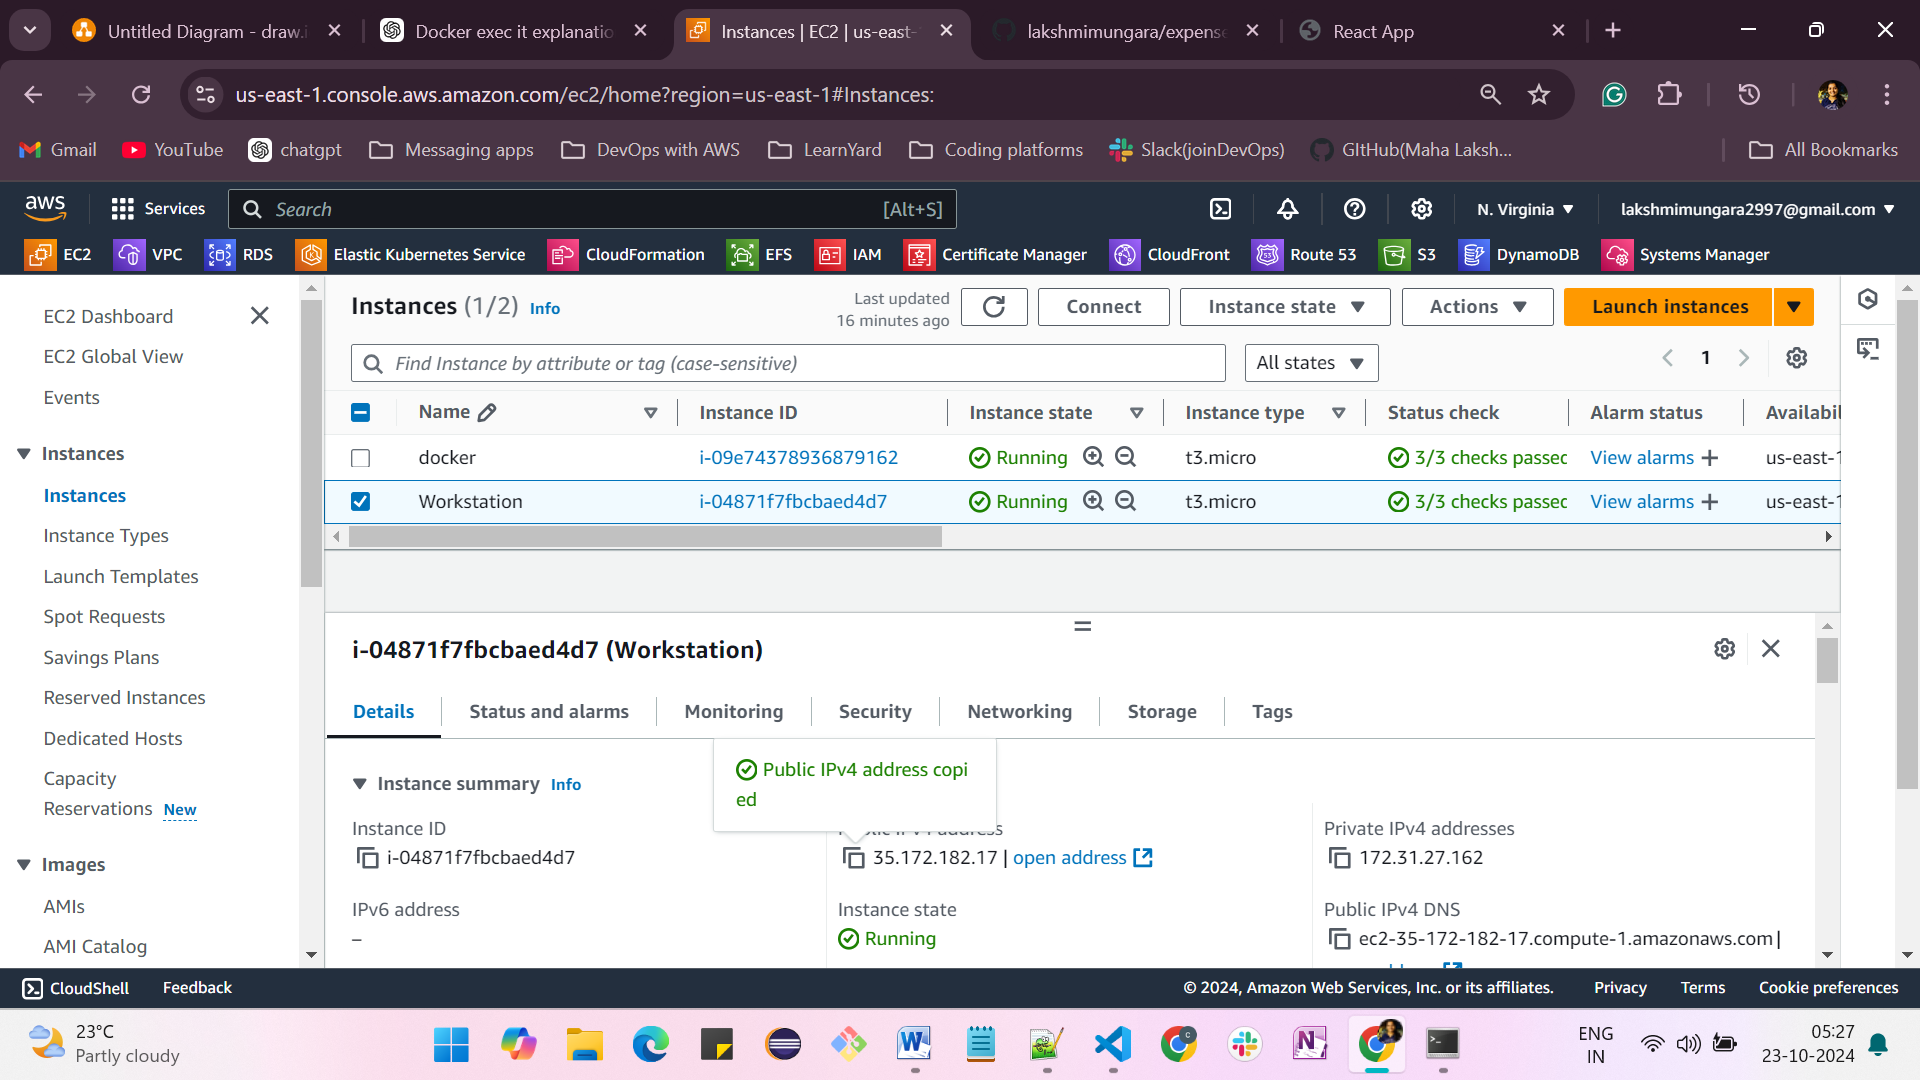 Untitled Diagram - draw.i
Docker exec it explanatio
Instances | EC2 | us-east-
lakshmimungara/expense
React App
us-east-1.console.aws.amazon.com/ec2/home?region=us-east-1#Instances:
Gmail
YouTube
chatgpt
Messaging apps
DevOps with AWS
LearnYard
Coding platforms
Slack(joinDevOps)
GItHub(Maha Laksh...
All Bookmarks
aws
Services
Search
[Alt+S]
N. Virginia
lakshmimungara2997@gmail.com
EC2
VPC
RDS
Elastic Kubernetes Service
CloudFormation
EFS
IAM
Certificate Manager
CloudFront
Route 53
S3
DynamoDB
Systems Manager
EC2 Dashboard
EC2 Global View
Events
Instances
Instances
Instance Types
Launch Templates
Spot Requests
Savings Plans
Reserved Instances
Dedicated Hosts
Capacity
Reservations New
Images
AMIs
AMI Catalog
Instances (1/2) Info
Last updated
16 minutes ago
Connect
Instance state
Actions
Launch instances
Find Instance by attribute or tag (case-sensitive)
All states
1
Name
Instance ID
Instance state
Instance type
Status check
Alarm status
Availabil
docker
i-09e74378936879162
Running
t3.micro
3/3 checks passed
View alarms
us-east-1
Workstation
i-04871f7fbcbaed4d7
Running
t3.micro
3/3 checks passed
View alarms
us-east-1
i-04871f7fbcbaed4d7 (Workstation)
Details
Status and alarms
Monitoring
Security
Networking
Storage
Tags
Public IPv4 address copi
ed
Instance summary Info
Instance ID
i-04871f7fbcbaed4d7
Public IPv4 address
35.172.182.17 | open address
Private IPv4 addresses
172.31.27.162
IPv6 address
–
Instance state
Running
Public IPv4 DNS
ec2-35-172-182-17.compute-1.amazonaws.com |
CloudShell
Feedback
© 2024, Amazon Web Services, Inc. or its affiliates.
Privacy
Terms
Cookie preferences
23°C
Partly cloudy
ENG
IN
05:27
23-10-2024